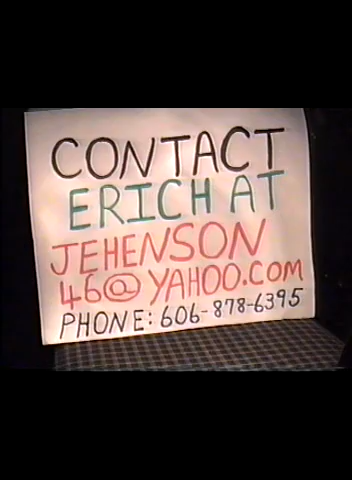 CONTACT
ERICH AT
JEHENSON
46@YAHOO.COM
PHONE: 606-878-6395